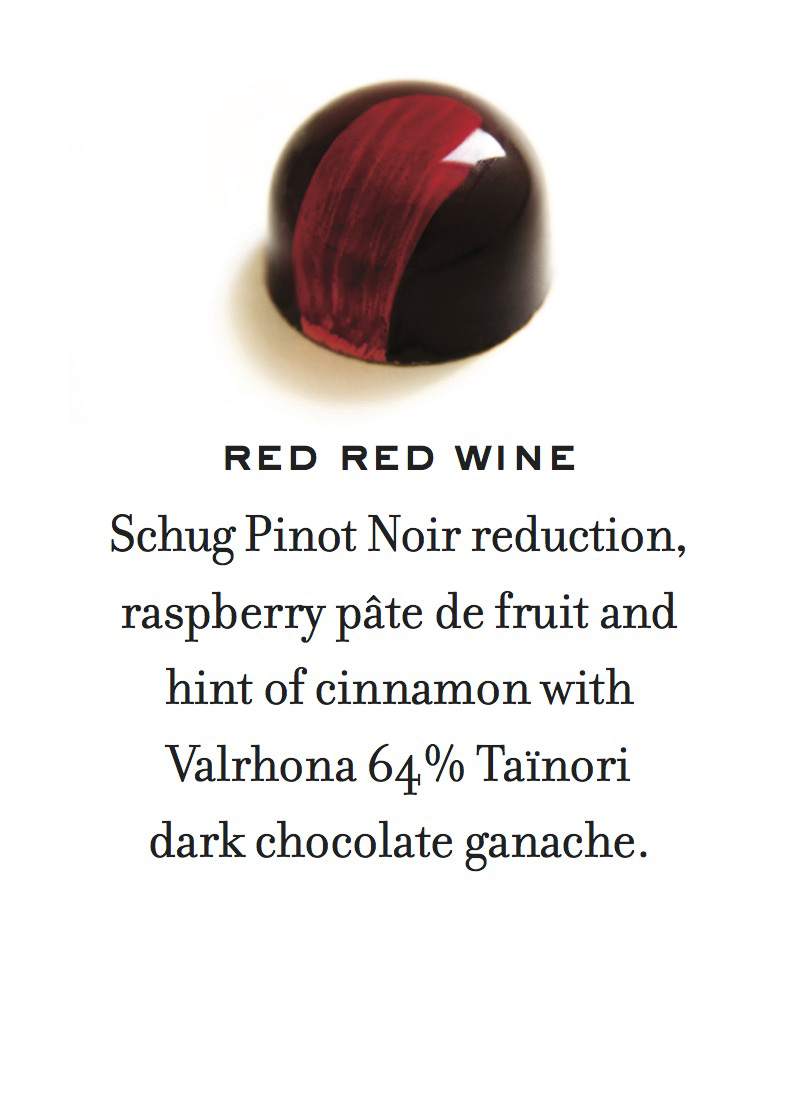 RED RED WINE
Schug Pinot Noir reduction,
raspberry pâte de fruit and
hint of cinnamon with
Valrhona 64% Taïnori
dark chocolate ganache.